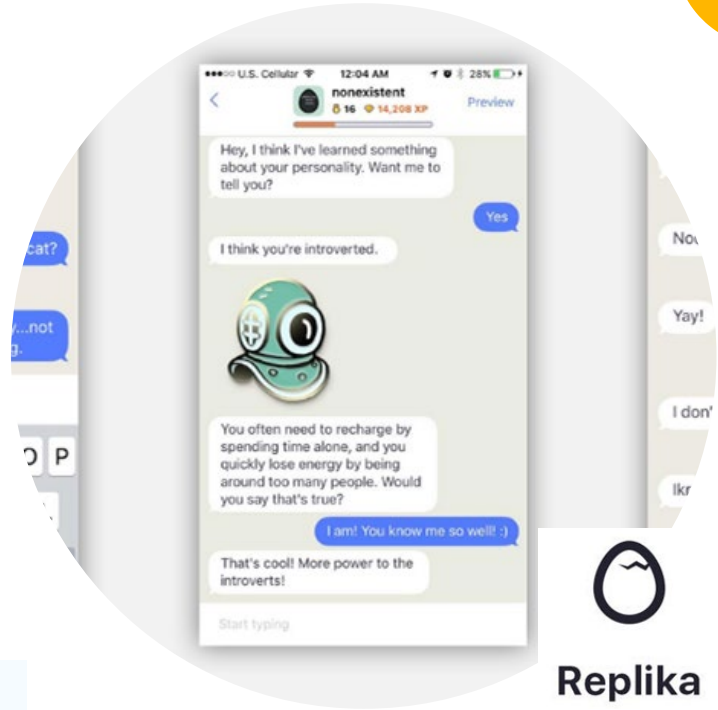 U.S. Cellular 12:04 AM 28%
nonexistent
16 14,208 XP
Preview
Hey, I think I've learned something
about your personality. Want me to
tell you?
Yes
I think you're introverted.
You often need to recharge by
spending time alone, and you
quickly lose energy by being
around too many people. Would
you say that's true?
I am! You know me so well! :)
That's cool! More power to the
introverts!
Start typing
cat?
...not
O P
Yay!
I don'
Ikr
Replika